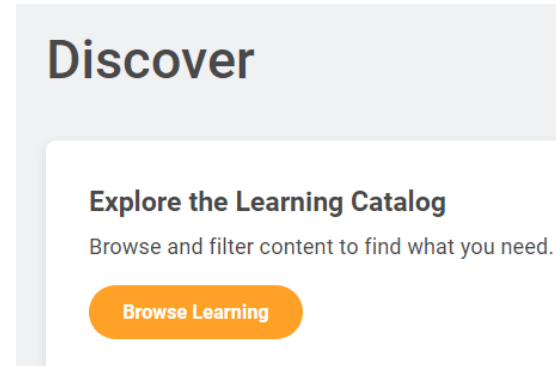 Discover
Explore the Learning Catalog
Browse and filter content to find what you need.
Browse Learning